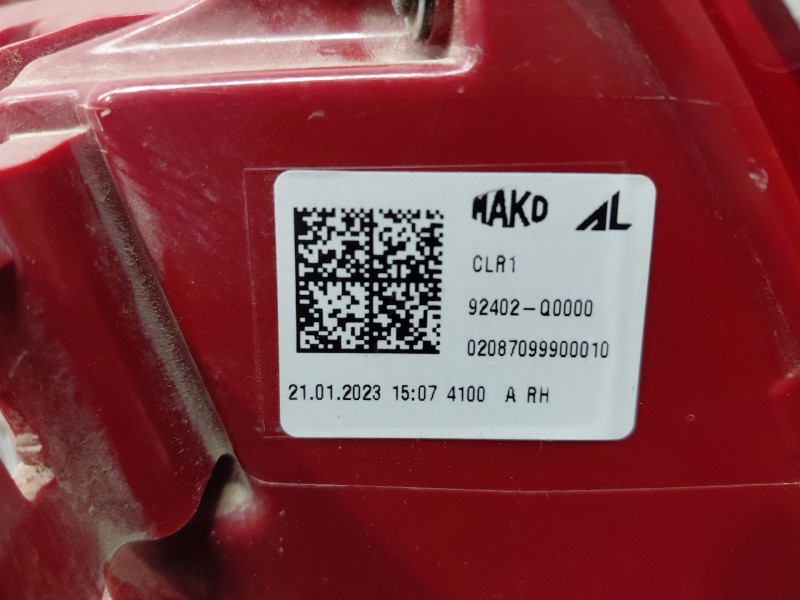 MAKO AL
CLR1
92402-Q0000
02087099900010
21.01.2023 15:07 4100 A RH